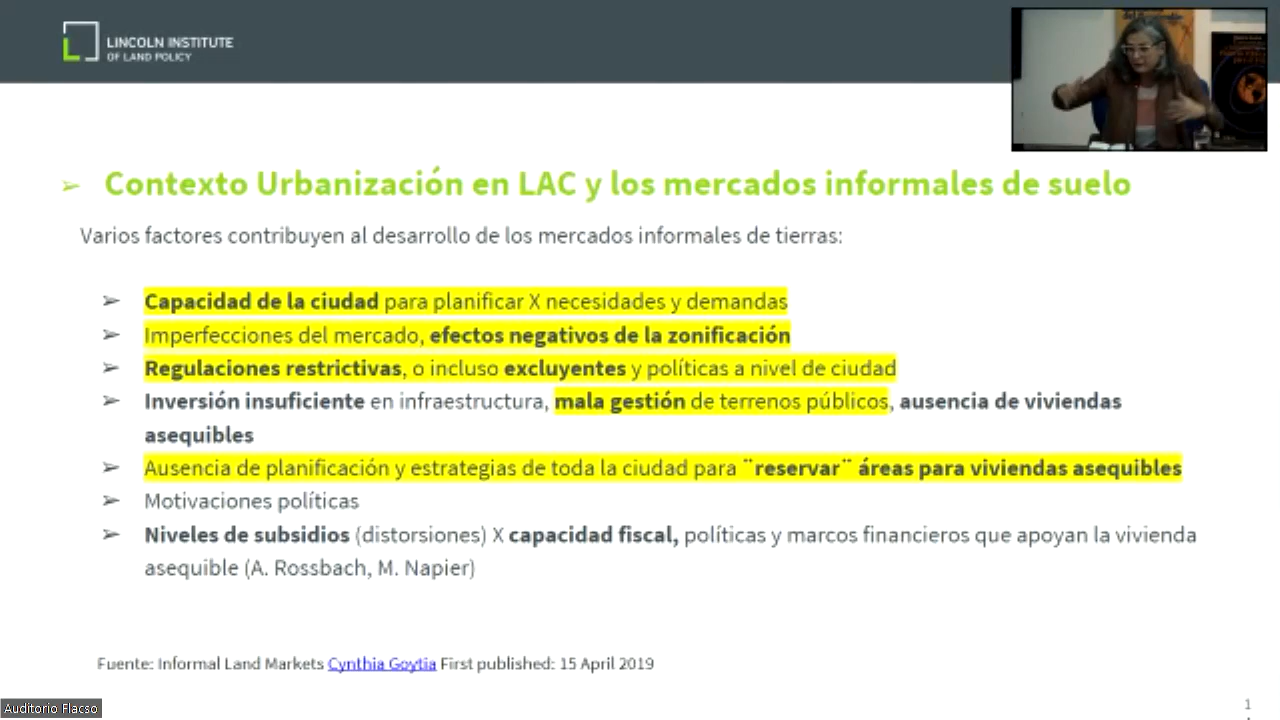 LINCOLN INSTITUTE
OF LAND POLICY
➢ Contexto Urbanización en LAC y los mercados informales de suelo
Varios factores contribuyen al desarrollo de los mercados informales de tierras:
➢ Capacidad de la ciudad para planificar X necesidades y demandas
➢ Imperfecciones del mercado, efectos negativos de la zonificación
➢ Regulaciones restrictivas, o incluso excluyentes y políticas a nivel de ciudad
➢ Inversión insuficiente en infraestructura, mala gestión de terrenos públicos, ausencia de viviendas
asequibles
➢ Ausencia de planificación y estrategias de toda la ciudad para ¨reservar¨ áreas para viviendas asequibles
➢ Motivaciones políticas
➢ Niveles de subsidios (distorsiones) X capacidad fiscal, políticas y marcos financieros que apoyan la vivienda
asequible (A. Rossbach, M. Napier)
Fuente: Informal Land Markets Cynthia Goytia First published: 15 April 2019
Auditorio Flacso
1